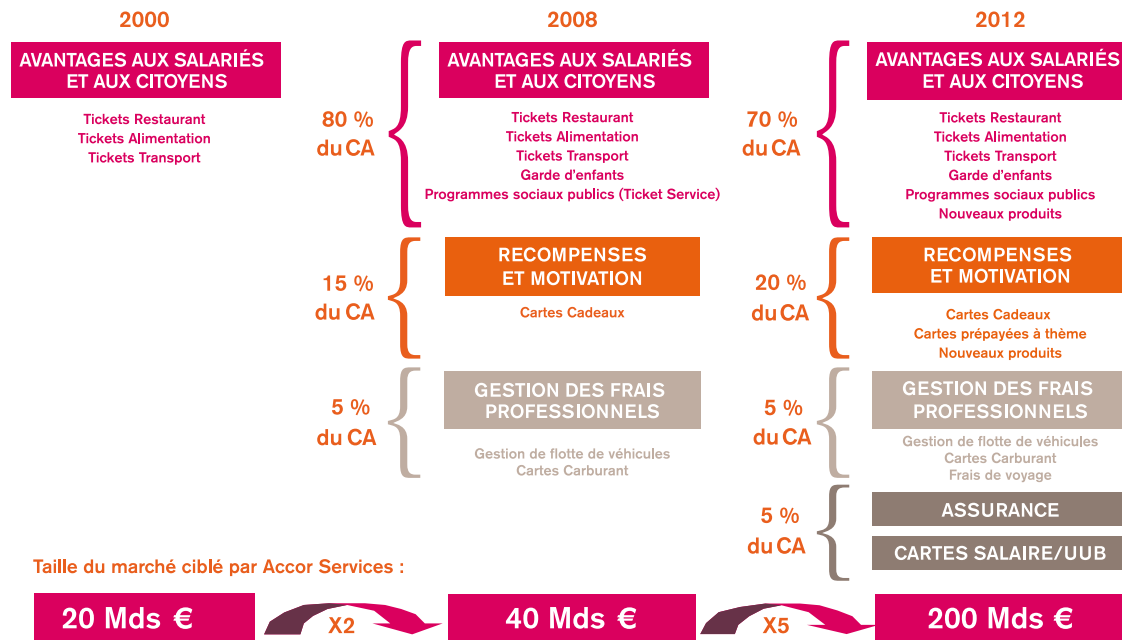 2000
AVANTAGES AUX SALARIÉS
ET AUX CITOYENS
Tickets Restaurant
Tickets Alimentation
Tickets Transport
2008
80 %
du CA
AVANTAGES AUX SALARIÉS
ET AUX CITOYENS
Tickets Restaurant
Tickets Alimentation
Tickets Transport
Garde d'enfants
Programmes sociaux publics (Ticket Service)
15 %
du CA
RECOMPENSES
ET MOTIVATION
Cartes Cadeaux
5 %
du CA
GESTION DES FRAIS
PROFESSIONNELS
Gestion de flotte de véhicules
Cartes Carburant
2012
70 %
du CA
AVANTAGES AUX SALARIÉS
ET AUX CITOYENS
Tickets Restaurant
Tickets Alimentation
Tickets Transport
Garde d'enfants
Programmes sociaux publics
Nouveaux produits
20 %
du CA
RECOMPENSES
ET MOTIVATION
Cartes Cadeaux
Cartes prépayées à thème
Nouveaux produits
5 %
du CA
GESTION DES FRAIS
PROFESSIONNELS
Gestion de flotte de véhicules
Cartes Carburant
Frais de voyage
5 %
du CA
ASSURANCE
CARTES SALAIRE/UUB
Taille du marché ciblé par Accor Services :
20 Mds €
X2
40 Mds €
X5
200 Mds €